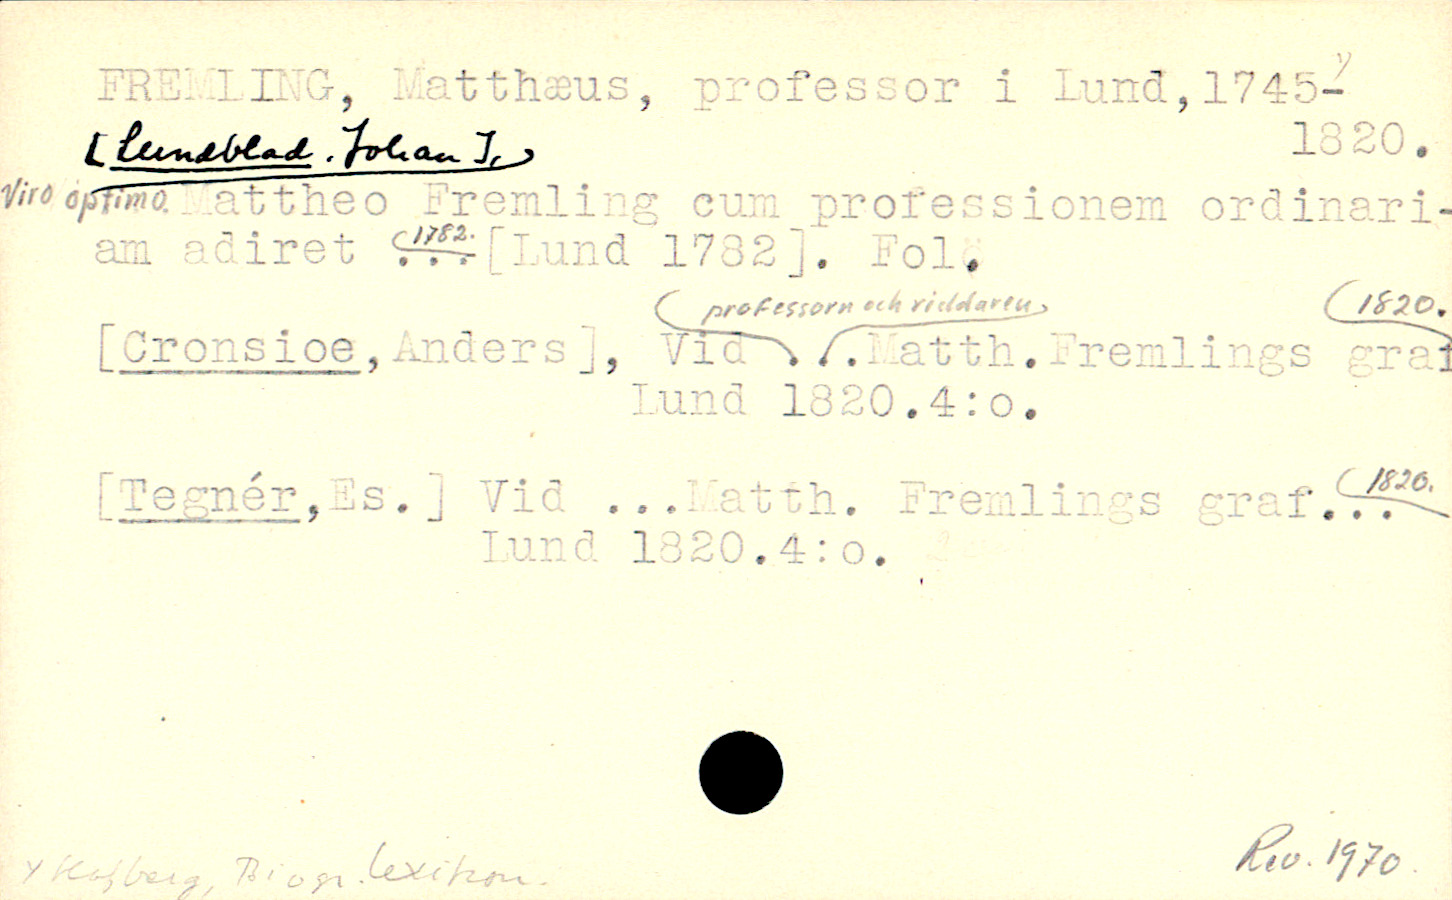 FREMLING, Matthæus, professor i Lund,1745-y)
1820.
[Lundblad, Johan],
Viro optimo Mattheo Fremling cum professionem ordinari-
am adiret ... 1782. [Lund 1782]. Fol.
professorn och riddaren 1820.
[Cronsioe,Anders], Vid ...Matth.Fremlings graf
Lund 1820.4:o.
1820.
[Tegnér,Es.] Vid ...Matth. Fremlings graf...
Lund 1820.4:o.
Rev. 1970.
y Hofberg, Biogr. lexikon.